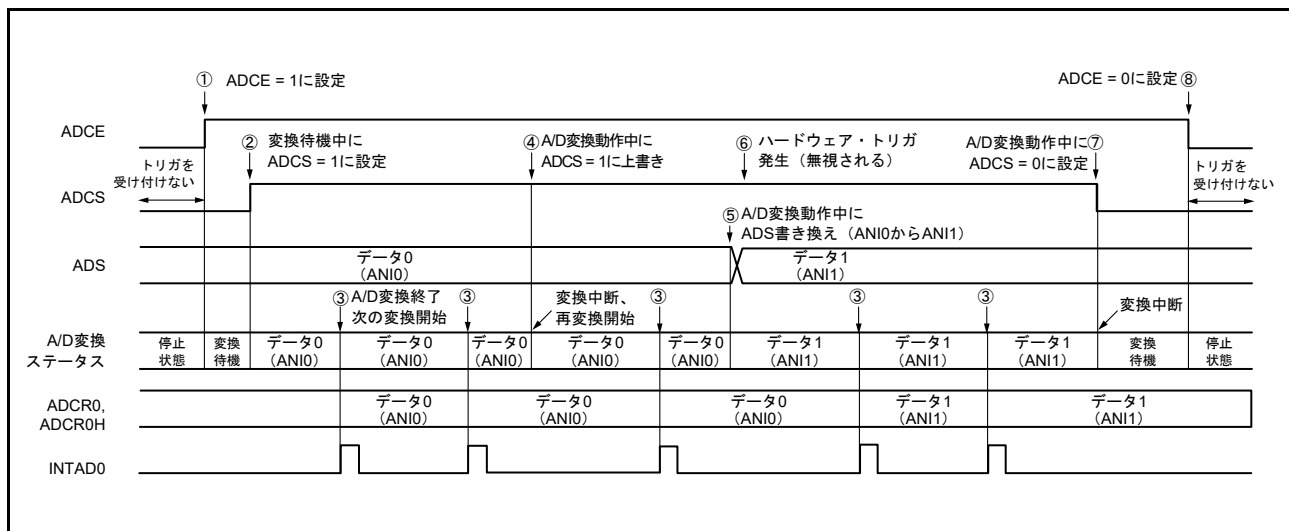 ① ADCE = 1に設定
ADCE = 0に設定 ⑧
ADCE
② 変換待機中に
ADCS = 1に設定
④ A/D変換動作中に
ADCS = 1に上書き
⑥ ハードウェア・トリガ
発生（無視される）
A/D変換動作中に⑦
ADCS = 0に設定
トリガを
受け付けない
トリガを
受け付けない
ADCS
⑤ A/D変換動作中に
ADS書き換え（ANI0からANI1）
ADS
データ0
(ANI0)
データ1
(ANI1)
③ A/D変換終了
次の変換開始
③
変換中断、
再変換開始
③
③
③
変換中断
A/D変換
ステータス
停止
状態
変換
待機
データ0
(ANI0)
データ0
(ANI0)
データ0
(ANI0)
データ0
(ANI0)
データ0
(ANI0)
データ1
(ANI1)
データ1
(ANI1)
データ1
(ANI1)
変換
待機
停止
状態
ADCR0,
ADCR0H
データ0
(ANI0)
データ0
(ANI0)
データ0
(ANI0)
データ1
(ANI1)
データ1
(ANI1)
INTAD0